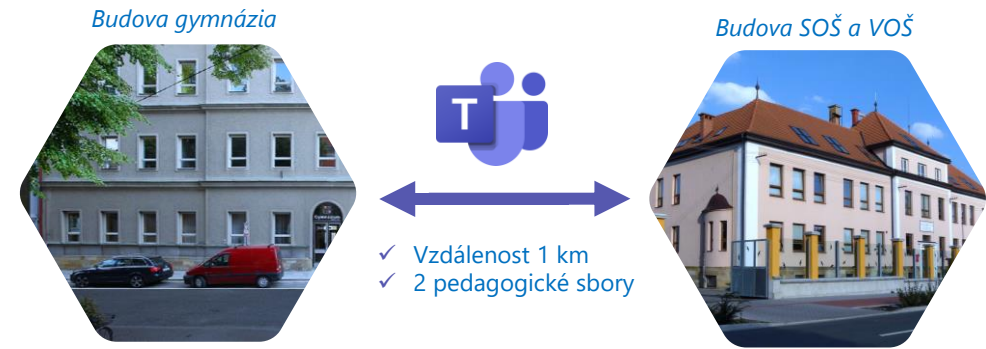 Budova gymnázia
Budova SOŠ a VOŠ
T
✓ Vzdálenost 1 km
✓ 2 pedagogické sbory